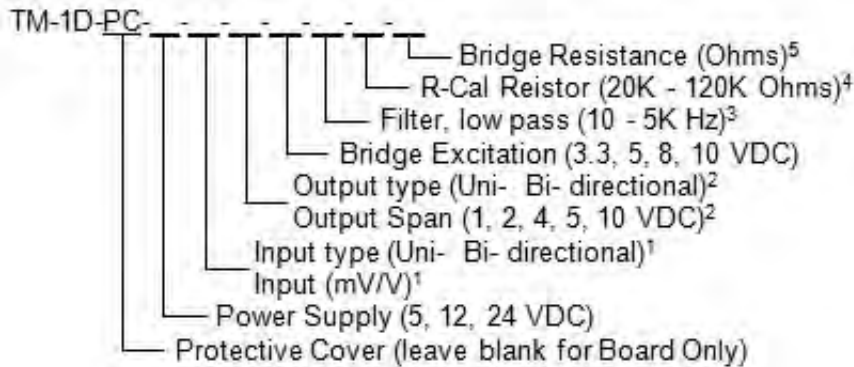 TM-1D-PC- - - - - - -
Bridge Resistance (Ohms)⁵
R-Cal Reistor (20K - 120K Ohms)⁴
Filter, low pass (10 - 5K Hz)³
Bridge Excitation (3.3, 5, 8, 10 VDC)
Output type (Uni- Bi- directional)²
Output Span (1, 2, 4, 5, 10 VDC)²
Input type (Uni- Bi- directional)¹
Input (mV/V)¹
Power Supply (5, 12, 24 VDC)
Protective Cover (leave blank for Board Only)